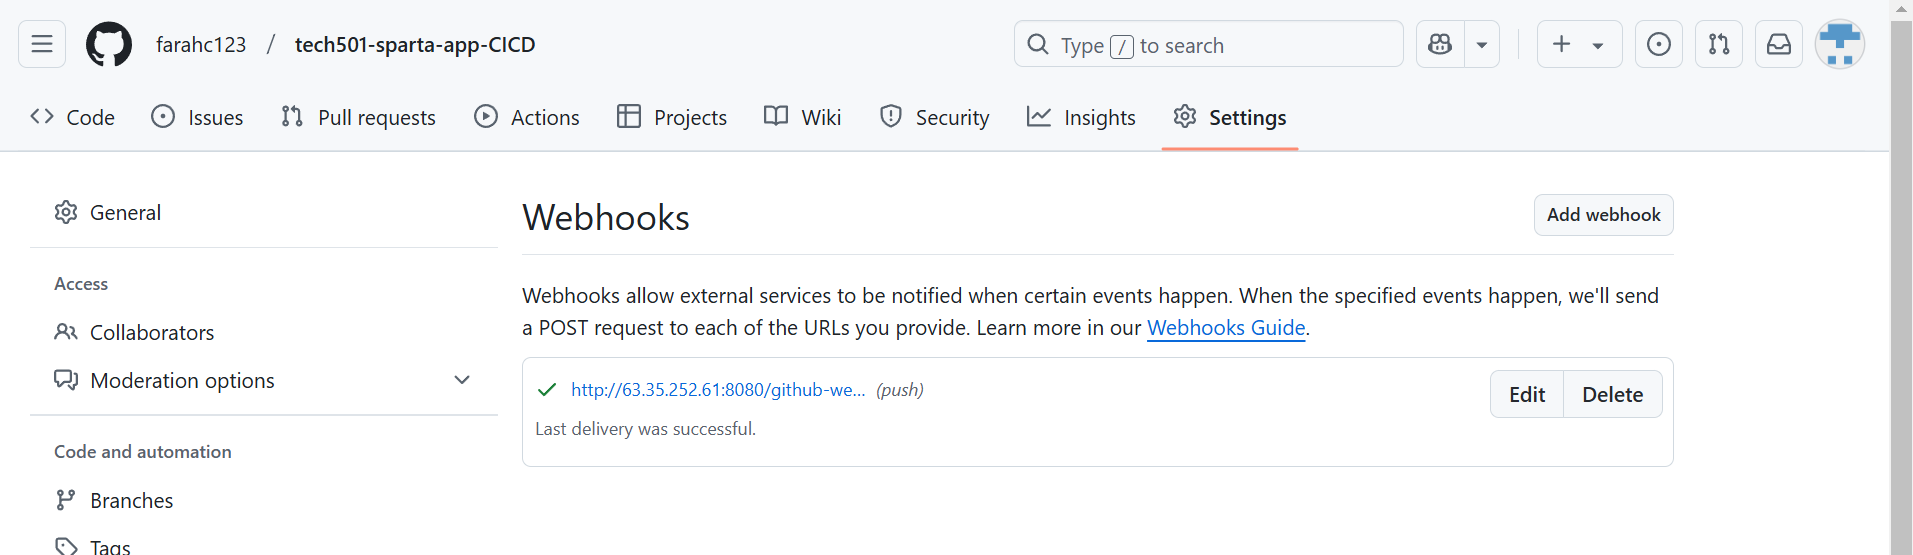 farahc123 / tech501-sparta-app-CICD
Type / to search
Code Issues Pull requests Actions Projects Wiki Security Insights Settings
General
Access
Collaborators
Moderation options
Code and automation
Branches
Tags
Webhooks
Add webhook
Webhooks allow external services to be notified when certain events happen. When the specified events happen, we'll send
a POST request to each of the URLs you provide. Learn more in our Webhooks Guide.
http://63.35.252.61:8080/github-we... (push)
Edit Delete
Last delivery was successful.